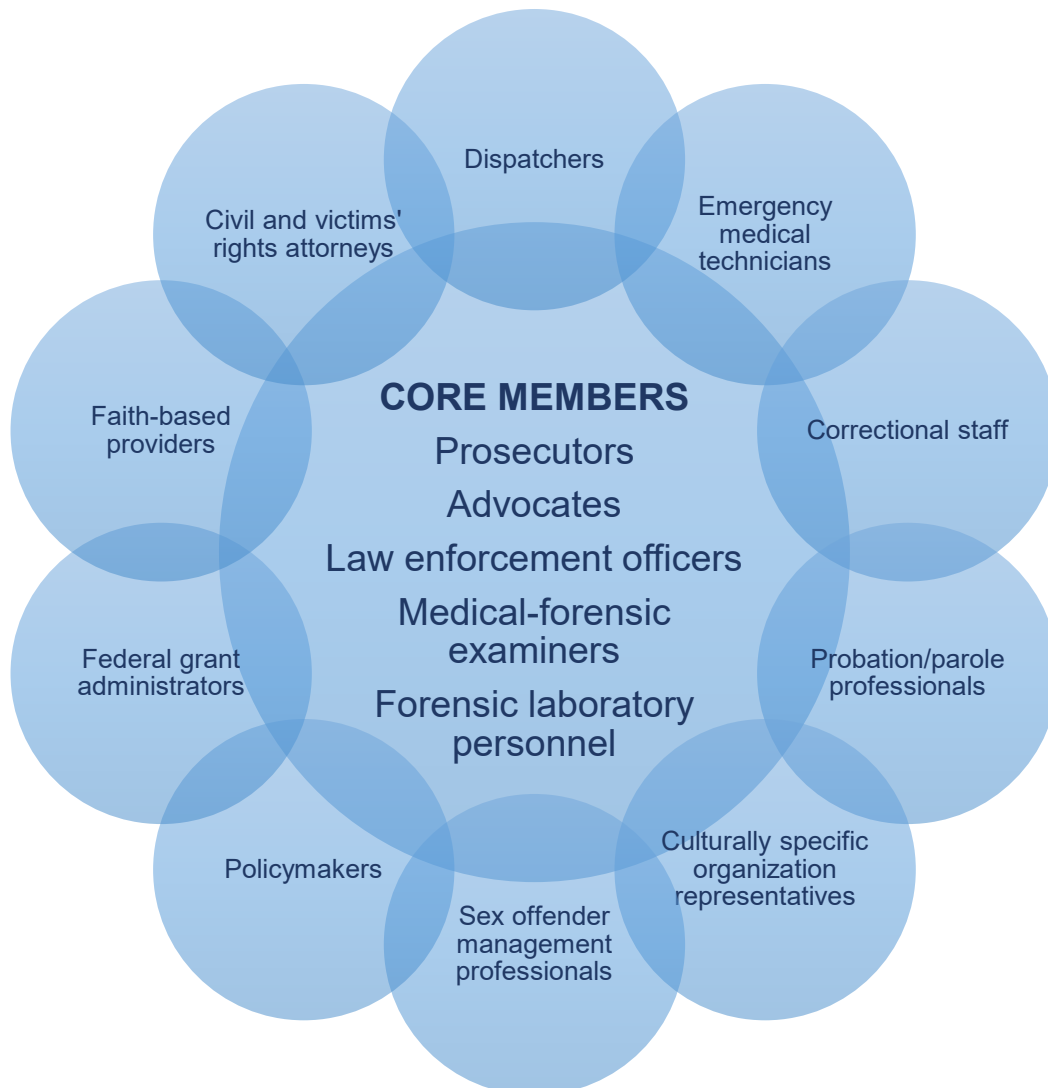 Dispatchers
Emergency
medical
technicians
Correctional staff
Probation/parole
professionals
Culturally specific
organization
representatives
Sex offender
management
professionals
Policymakers
Federal grant
administrators
Faith-based
providers
Civil and victims'
rights attorneys
CORE MEMBERS
Prosecutors
Advocates
Law enforcement officers
Medical-forensic
examiners
Forensic laboratory
personnel